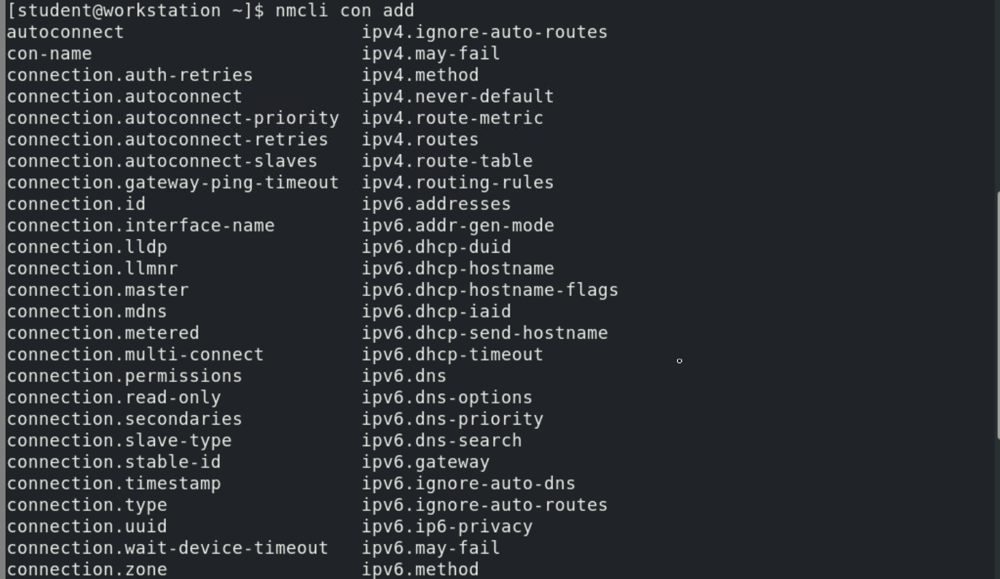 [student@workstation ~]$ nmcli con add
autoconnect                      ipv4.ignore-auto-routes
con-name                         ipv4.may-fail
connection.auth-retries          ipv4.method
connection.autoconnect           ipv4.never-default
connection.autoconnect-priority  ipv4.route-metric
connection.autoconnect-retries   ipv4.routes
connection.autoconnect-slaves    ipv4.route-table
connection.gateway-ping-timeout  ipv4.routing-rules
connection.id                    ipv6.addresses
connection.interface-name        ipv6.addr-gen-mode
connection.lldp                  ipv6.dhcp-duid
connection.llmnr                 ipv6.dhcp-hostname
connection.master                ipv6.dhcp-hostname-flags
connection.mdns                  ipv6.dhcp-iaid
connection.metered               ipv6.dhcp-send-hostname
connection.multi-connect         ipv6.dhcp-timeout
connection.permissions           ipv6.dns
connection.read-only             ipv6.dns-options
connection.secondaries           ipv6.dns-priority
connection.slave-type            ipv6.dns-search
connection.stable-id             ipv6.gateway
connection.timestamp             ipv6.ignore-auto-dns
connection.type                  ipv6.ignore-auto-routes
connection.uuid                  ipv6.ip6-privacy
connection.wait-device-timeout   ipv6.may-fail
connection.zone                  ipv6.method